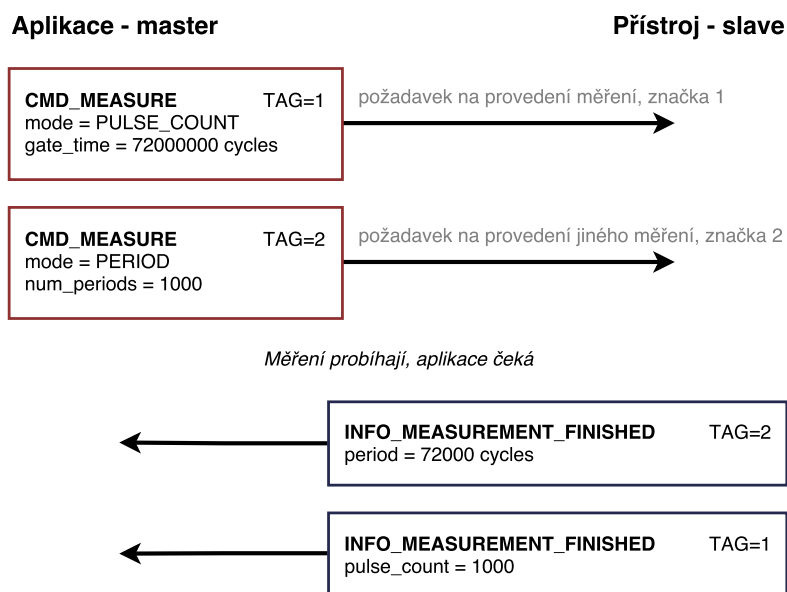 Aplikace - master
Přístroj - slave
CMD_MEASURE TAG=1
mode = PULSE_COUNT
gate_time = 72000000 cycles
požadavek na provedení měření, značka 1
CMD_MEASURE TAG=2
mode = PERIOD
num_periods = 1000
požadavek na provedení jiného měření, značka 2
Měření probíhají, aplikace čeká
INFO_MEASUREMENT_FINISHED TAG=2
period = 72000 cycles
INFO_MEASUREMENT_FINISHED TAG=1
pulse_count = 1000